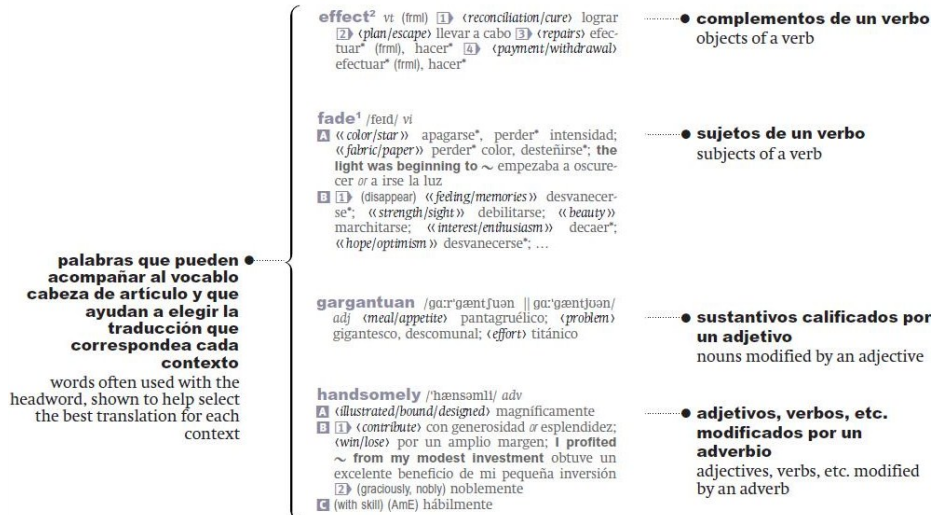 effect² vt (frml) 1 ‹reconciliation/cure› lograr
2 ‹plan/escape› llevar a cabo 3 ‹repairs› efec-
tuar* (frml), hacer* 4 ‹payment/withdrawal›
efectuar* (frml), hacer*
complementos de un verbo
objects of a verb
fade¹ /feɪd/ vi
A «color/star» apagarse*, perder* intensidad;
«fabric/paper» perder* color, desteñirse*; the
light was beginning to ~ empezaba a oscure-
cer or a irse la luz
B 1 (disappear) «feeling/memories» desvanecer-
se*; «strength/sight» debilitarse; «beauty»
marchitarse; «interest/enthusiasm» decaer*;
«hope/optimism» desvanecerse*; ...
sujetos de un verbo
subjects of a verb
palabras que pueden
acompañar al vocablo
cabeza de artículo y que
ayudan a elegir la
traducción que
correspondea cada
contexto
words often used with the
headword, shown to help select
the best translation for each
context
gargantuan /gɑːr'gæntʃuən || gɑː'gæntjʊən/
adj ‹meal/appetite› pantagruélico; ‹problem›
gigantesco, descomunal; ‹effort› titánico
sustantivos calificados por
un adjetivo
nouns modified by an adjective
handsomely /'hænsəmli/ adv
A ‹illustrated/bound/designed› magníficamente
B 1 ‹contribute› con generosidad or esplendidez;
‹win/lose› por un amplio margen; I profited
~ from my modest investment obtuve un
excelente beneficio de mi pequeña inversión
2 (graciously, nobly) noblemente
C (with skill) (AmE) hábilmente
adjetivos, verbos, etc.
modificados por un
adverbio
adjectives, verbs, etc. modified
by an adverb